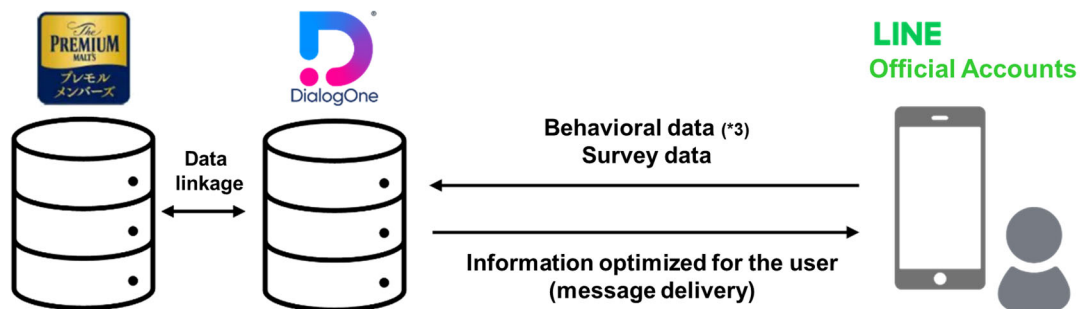 The
PREMIUM
MALT'S
プレモル
メンバーズ
DialogOne
LINE
Official Accounts
Data
linkage
Behavioral data (*3)
Survey data
Information optimized for the user
(message delivery)